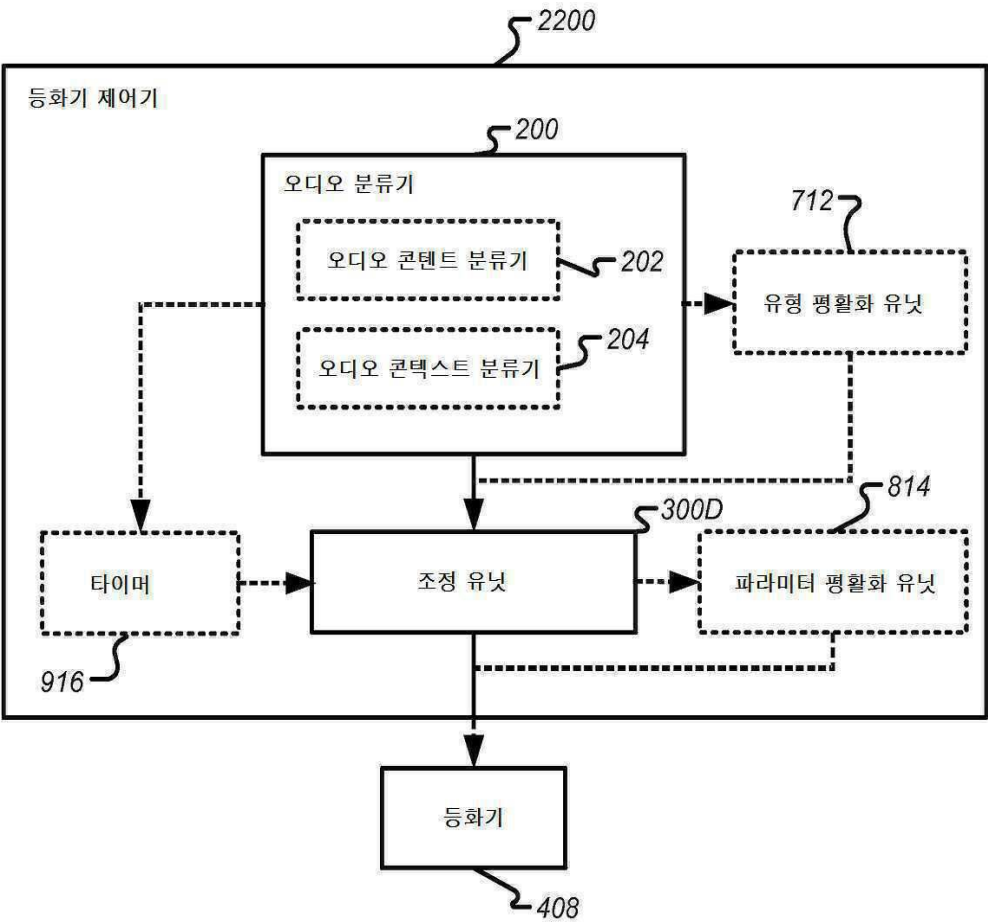 2200
등화기 제어기
200
오디오 분류기
712
오디오 콘텐트 분류기
202
유형 평활화 유닛
204
오디오 콘텍스트 분류기
814
300D
타이머
조정 유닛
파라미터 평활화 유닛
916
등화기
408